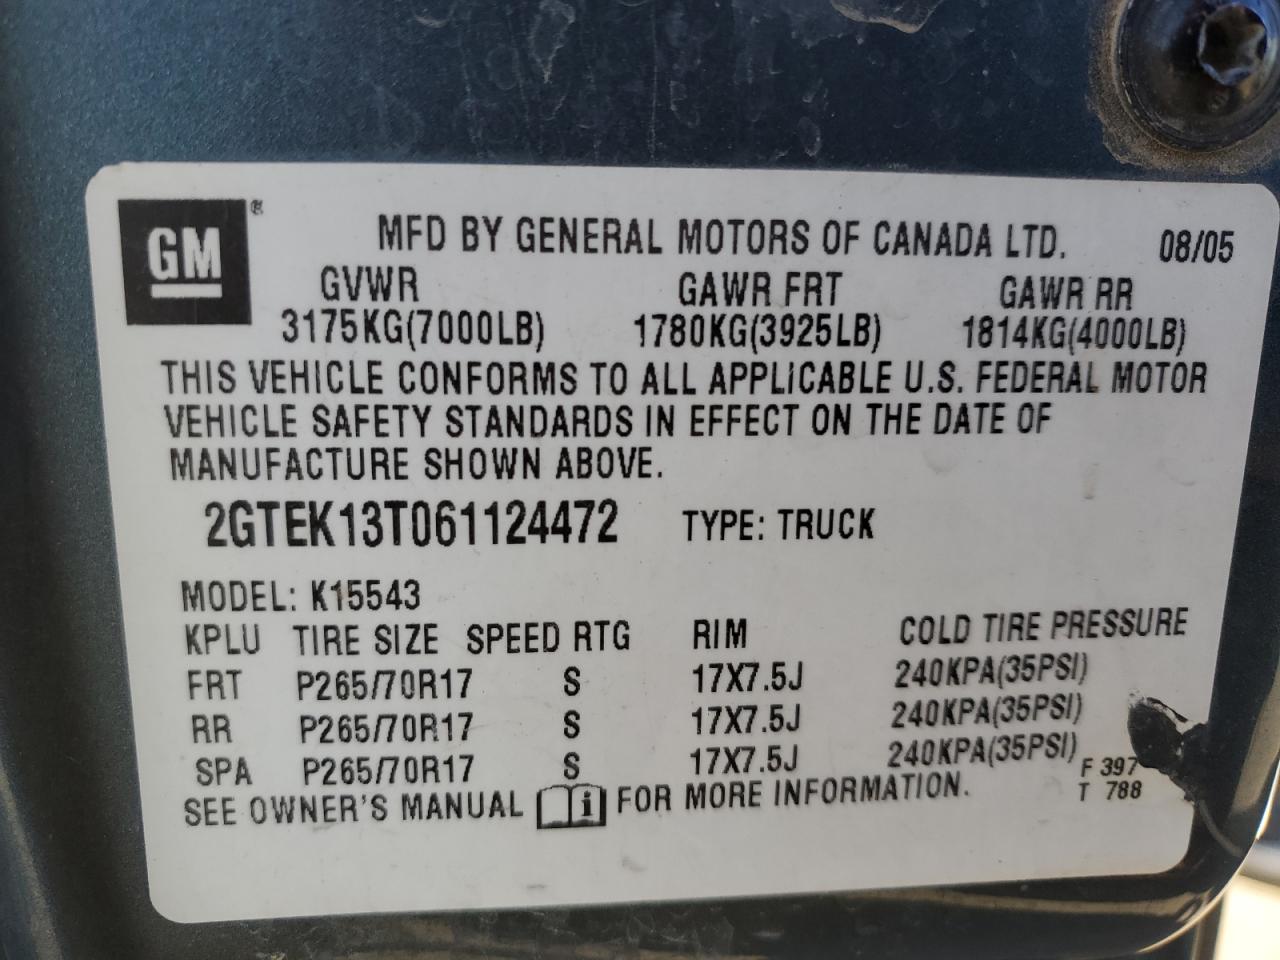 GM ®
MFD BY GENERAL MOTORS OF CANADA LTD. 08/05
GVWR GAWR FRT GAWR RR
3175KG(7000LB) 1780KG(3925LB) 1814KG(4000LB)
THIS VEHICLE CONFORMS TO ALL APPLICABLE U.S. FEDERAL MOTOR
VEHICLE SAFETY STANDARDS IN EFFECT ON THE DATE OF
MANUFACTURE SHOWN ABOVE.
2GTEK13T061124472 TYPE: TRUCK
MODEL: K15543
KPLU TIRE SIZE SPEED RTG RIM COLD TIRE PRESSURE
FRT P265/70R17 S 17X7.5J 240KPA(35PSI)
RR P265/70R17 S 17X7.5J 240KPA(35PSI)
SPA P265/70R17 S 17X7.5J 240KPA(35PSI)
SEE OWNER'S MANUAL i FOR MORE INFORMATION.
F 397
T 788